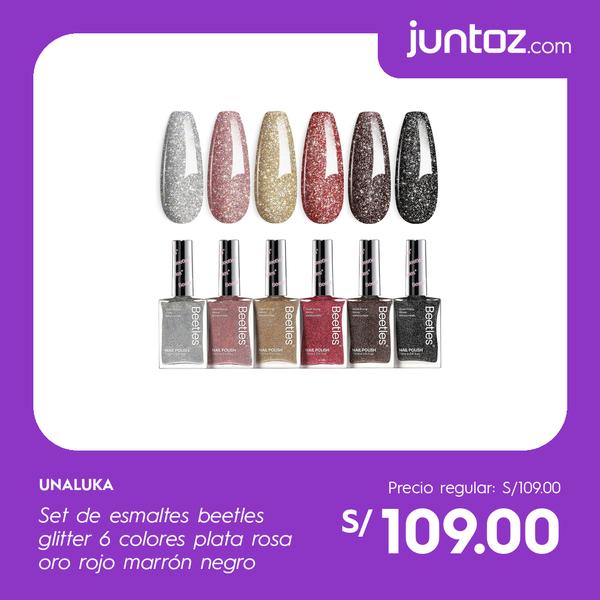 juntoz.com
Beetles
Beetles
Beetles
Beetles
Beetles
Beetles
NAIL POLISH
NAIL POLISH
NAIL POLISH
NAIL POLISH
NAIL POLISH
NAIL POLISH
UNALUKA
Set de esmaltes beetles
glitter 6 colores plata rosa
oro rojo marrón negro
Precio regular: S/109.00
S/109.00